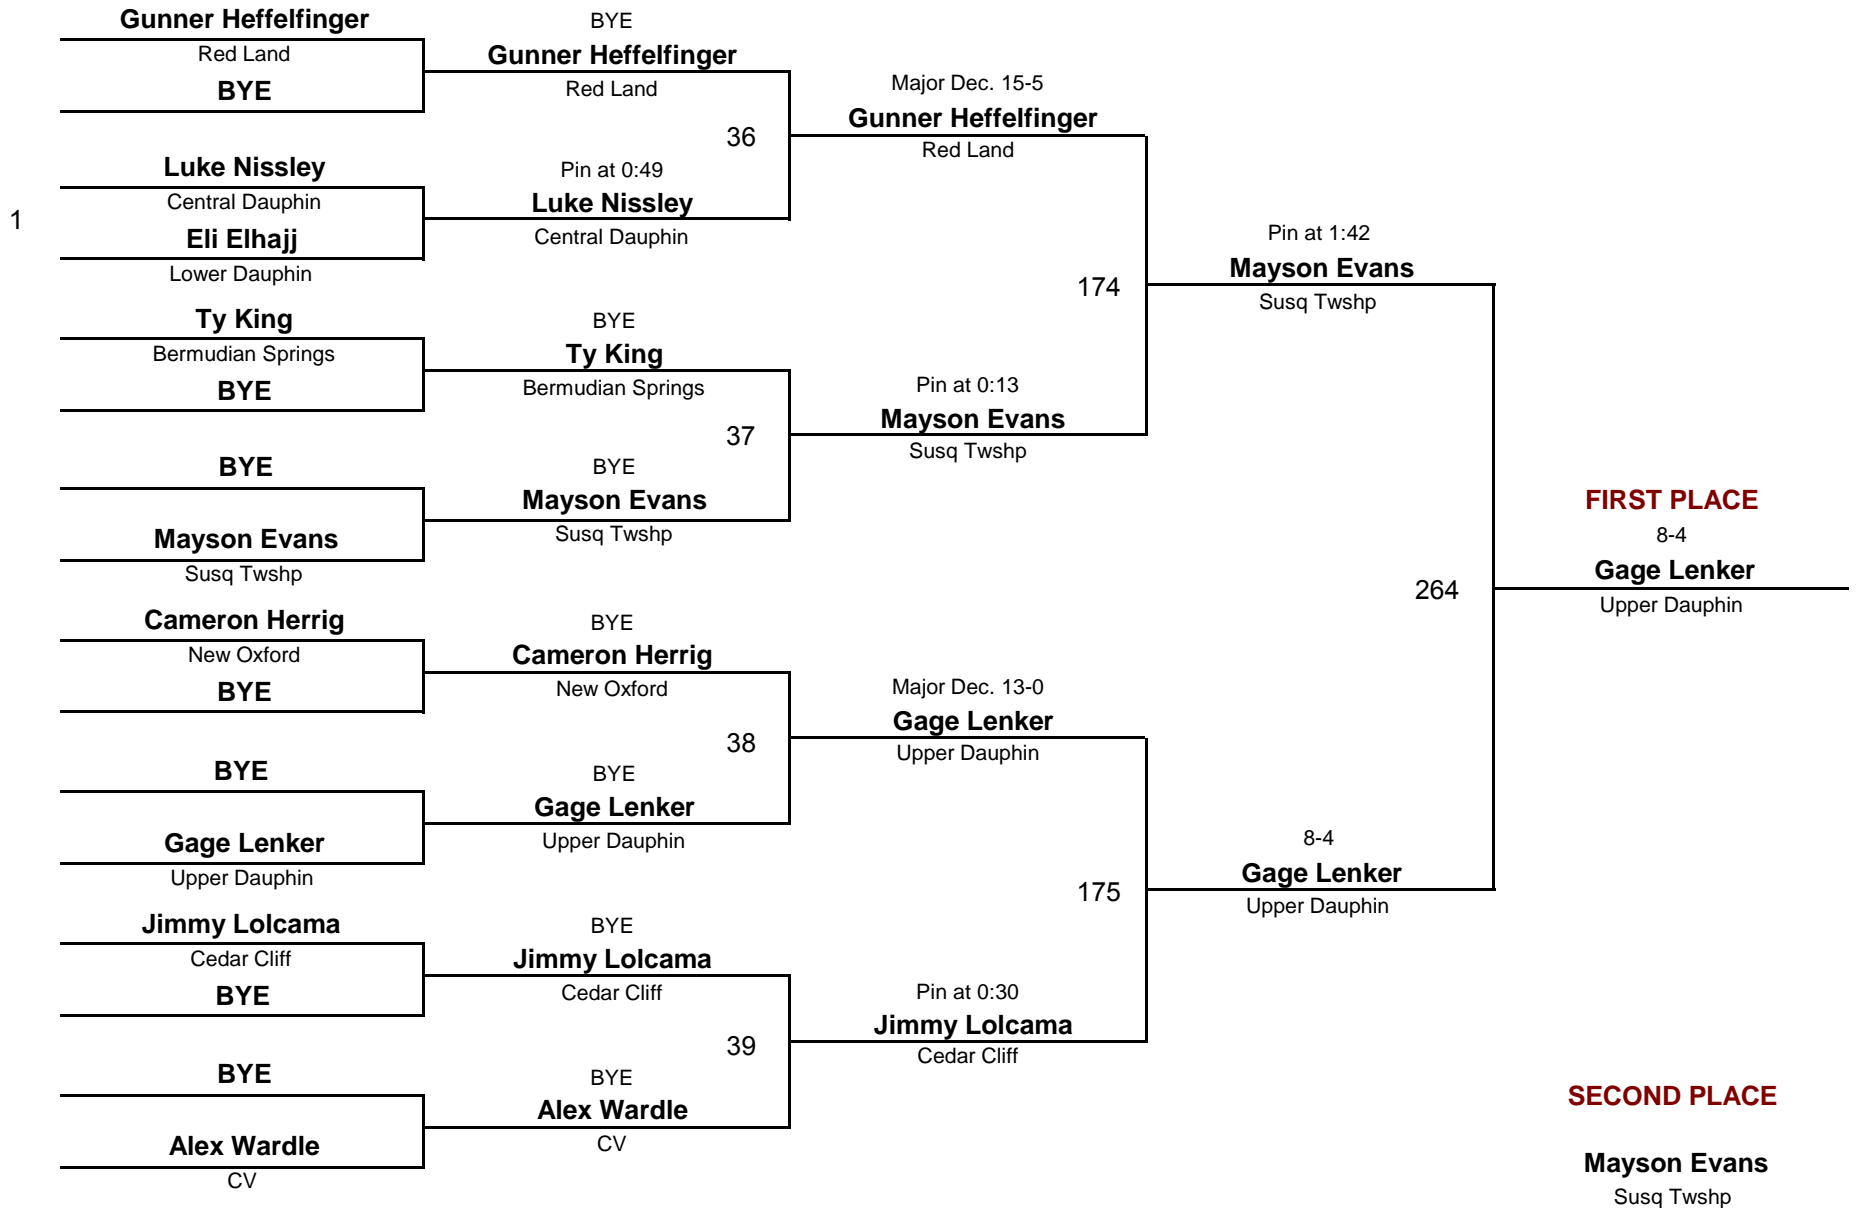 Gunner Heffelfinger
Red Land
BYE
1
Luke Nissley
Central Dauphin
Eli Elhajj
Lower Dauphin
Ty King
Bermudian Springs
BYE
BYE
Mayson Evans
Susq Twshp
Cameron Herrig
New Oxford
BYE
BYE
Gage Lenker
Upper Dauphin
Jimmy Lolcama
Cedar Cliff
BYE
BYE
Alex Wardle
CV
BYE
Gunner Heffelfinger
Red Land
36
Pin at 0:49
Luke Nissley
Central Dauphin
BYE
Ty King
Bermudian Springs
37
BYE
Mayson Evans
Susq Twshp
BYE
Cameron Herrig
New Oxford
38
BYE
Gage Lenker
Upper Dauphin
BYE
Jimmy Lolcama
Cedar Cliff
39
BYE
Alex Wardle
CV
Major Dec. 15-5
Gunner Heffelfinger
Red Land
174
Pin at 0:13
Mayson Evans
Susq Twshp
Major Dec. 13-0
Gage Lenker
Upper Dauphin
175
Pin at 0:30
Jimmy Lolcama
Cedar Cliff
Pin at 1:42
Mayson Evans
Susq Twshp
264
8-4
Gage Lenker
Upper Dauphin
FIRST PLACE
8-4
Gage Lenker
Upper Dauphin
SECOND PLACE
Mayson Evans
Susq Twshp